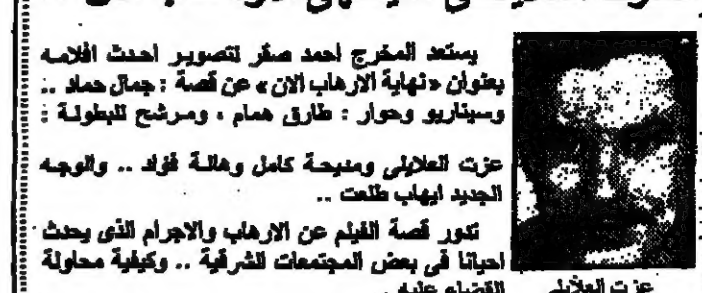 يستعد المخرج احمد صقر لتصوير احدث افلامه
بعنوان «نهاية الارهاب الان» عن قصة : جمال حماد ..
وسيناريو وحوار : طارق همام ، ومرشح للبطولة :
عزت العلايلى ومديحة كامل وهالة فؤاد .. والوجه
الجديد ايهاب طلعت ..
تدور قصة الفيلم عن الارهاب والاجرام الذى يحدث
احيانا فى بعض المجتمعات الشرقية .. وكيفية محاولة
القضاء عليه .
عزت العلايلى